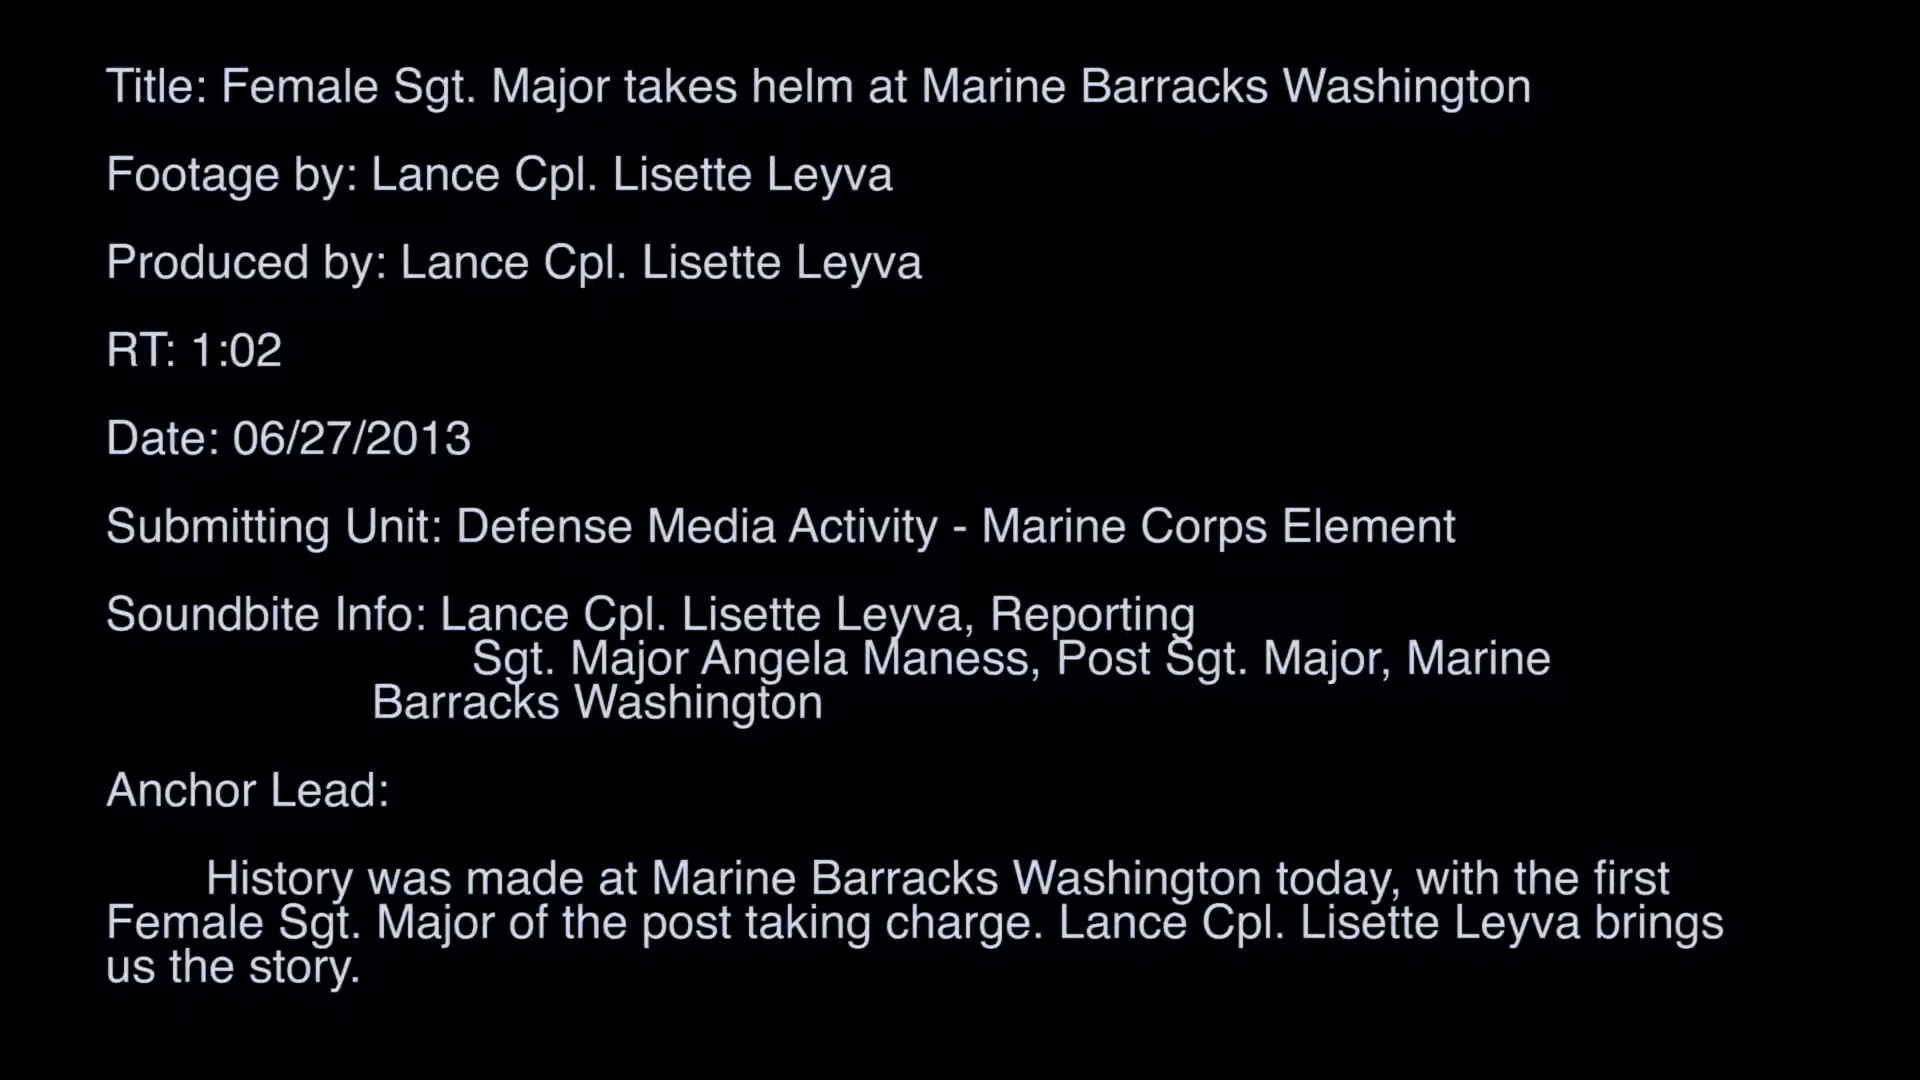 Title: Female Sgt. Major takes helm at Marine Barracks Washington
Footage by: Lance Cpl. Lisette Leyva
Produced by: Lance Cpl. Lisette Leyva
RT: 1:02
Date: 06/27/2013
Submitting Unit: Defense Media Activity - Marine Corps Element
Soundbite Info: Lance Cpl. Lisette Leyva, Reporting
Sgt. Major Angela Maness, Post Sgt. Major, Marine
Barracks Washington
Anchor Lead:
History was made at Marine Barracks Washington today, with the first
Female Sgt. Major of the post taking charge. Lance Cpl. Lisette Leyva brings
us the story.